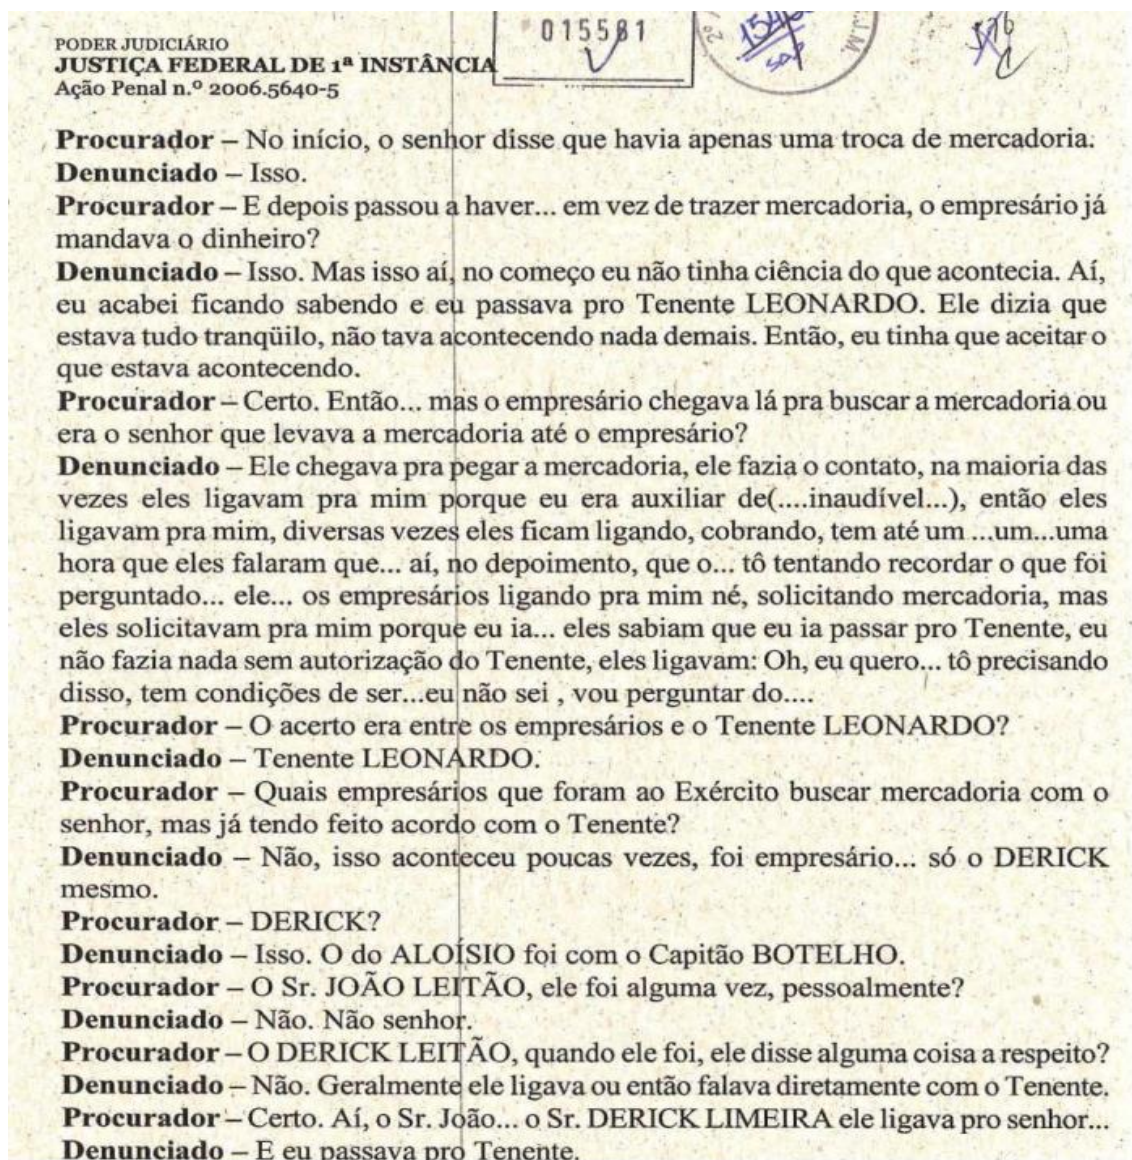 015581
PODER JUDICIÁRIO
JUSTIÇA FEDERAL DE 1ª INSTÂNCIA
Ação Penal n.º 2006.5640-5
J.M.
Procurador – No início, o senhor disse que havia apenas uma troca de mercadoria.
Denunciado – Isso.
Procurador – E depois passou a haver... em vez de trazer mercadoria, o empresário já
mandava o dinheiro?
Denunciado – Isso. Mas isso aí, no começo eu não tinha ciência do que acontecia. Aí,
eu acabei ficando sabendo e eu passava pro Tenente LEONARDO. Ele dizia que
estava tudo tranqüilo, não tava acontecendo nada demais. Então, eu tinha que aceitar o
que estava acontecendo.
Procurador – Certo. Então... mas o empresário chegava lá pra buscar a mercadoria ou
era o senhor que levava a mercadoria até o empresário?
Denunciado – Ele chegava pra pegar a mercadoria, ele fazia o contato, na maioria das
vezes eles ligavam pra mim porque eu era auxiliar de(....inaudível...), então eles
ligavam pra mim, diversas vezes eles ficam ligando, cobrando, tem até um ...um...uma
hora que eles falaram que... aí, no depoimento, que o... tô tentando recordar o que foi
perguntado... ele... os empresários ligando pra mim né, solicitando mercadoria, mas
eles solicitavam pra mim porque eu ia... eles sabiam que eu ia passar pro Tenente, eu
não fazia nada sem autorização do Tenente, eles ligavam: Oh, eu quero... tô precisando
disso, tem condições de ser...eu não sei , vou perguntar do....
Procurador – O acerto era entre os empresários e o Tenente LEONARDO?
Denunciado – Tenente LEONARDO.
Procurador – Quais empresários que foram ao Exército buscar mercadoria com o
senhor, mas já tendo feito acordo com o Tenente?
Denunciado – Não, isso aconteceu poucas vezes, foi empresário... só o DERICK
mesmo.
Procurador – DERICK?
Denunciado – Isso. O do ALOÍSIO foi com o Capitão BOTELHO.
Procurador – O Sr. JOÃO LEITÃO, ele foi alguma vez, pessoalmente?
Denunciado – Não. Não senhor.
Procurador – O DERICK LEITÃO, quando ele foi, ele disse alguma coisa a respeito?
Denunciado – Não. Geralmente ele ligava ou então falava diretamente com o Tenente.
Procurador – Certo. Aí, o Sr. João... o Sr. DERICK LIMEIRA ele ligava pro senhor...
Denunciado – E eu passava pro Tenente.